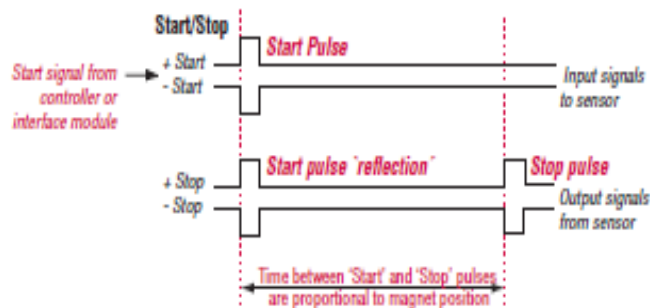 Start/Stop
Start Pulse
+ Start
- Start
Start signal from
controller or
interface module
Input signals
to sensor
Start pulse ˝reflection˝
Stop pulse
+ Stop
- Stop
Output signals
from sensor
Time between 'Start' and 'Stop' pulses
are proportional to magnet position